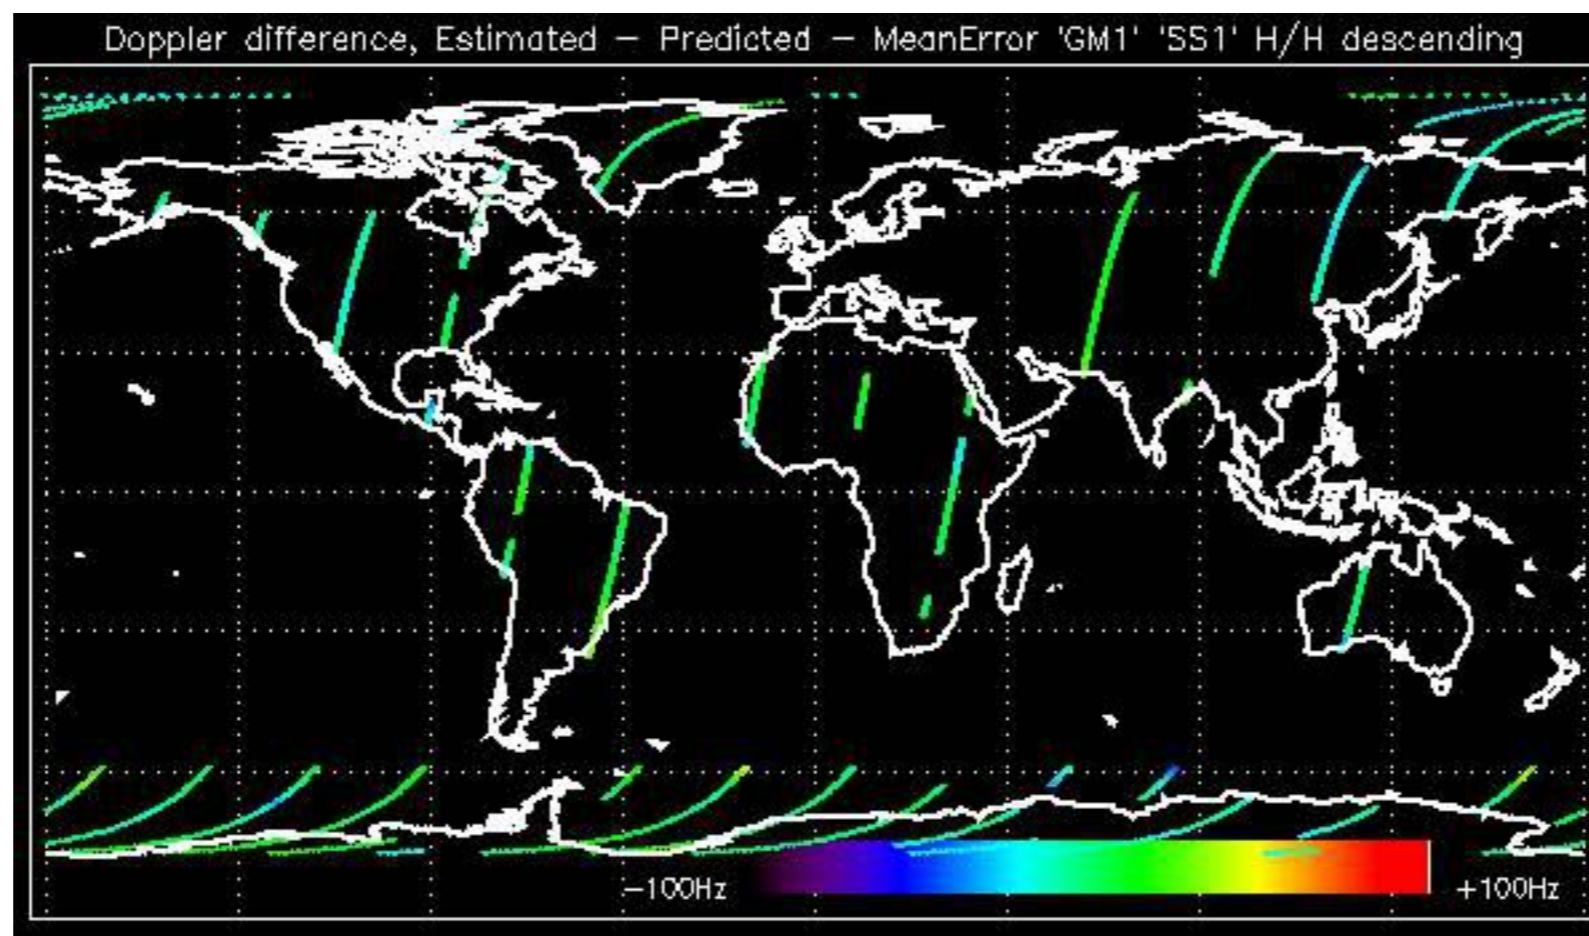 Doppler difference, Estimated - Predicted - MeanError 'GM1' 'SS1' H/H descending
-100Hz
+100Hz